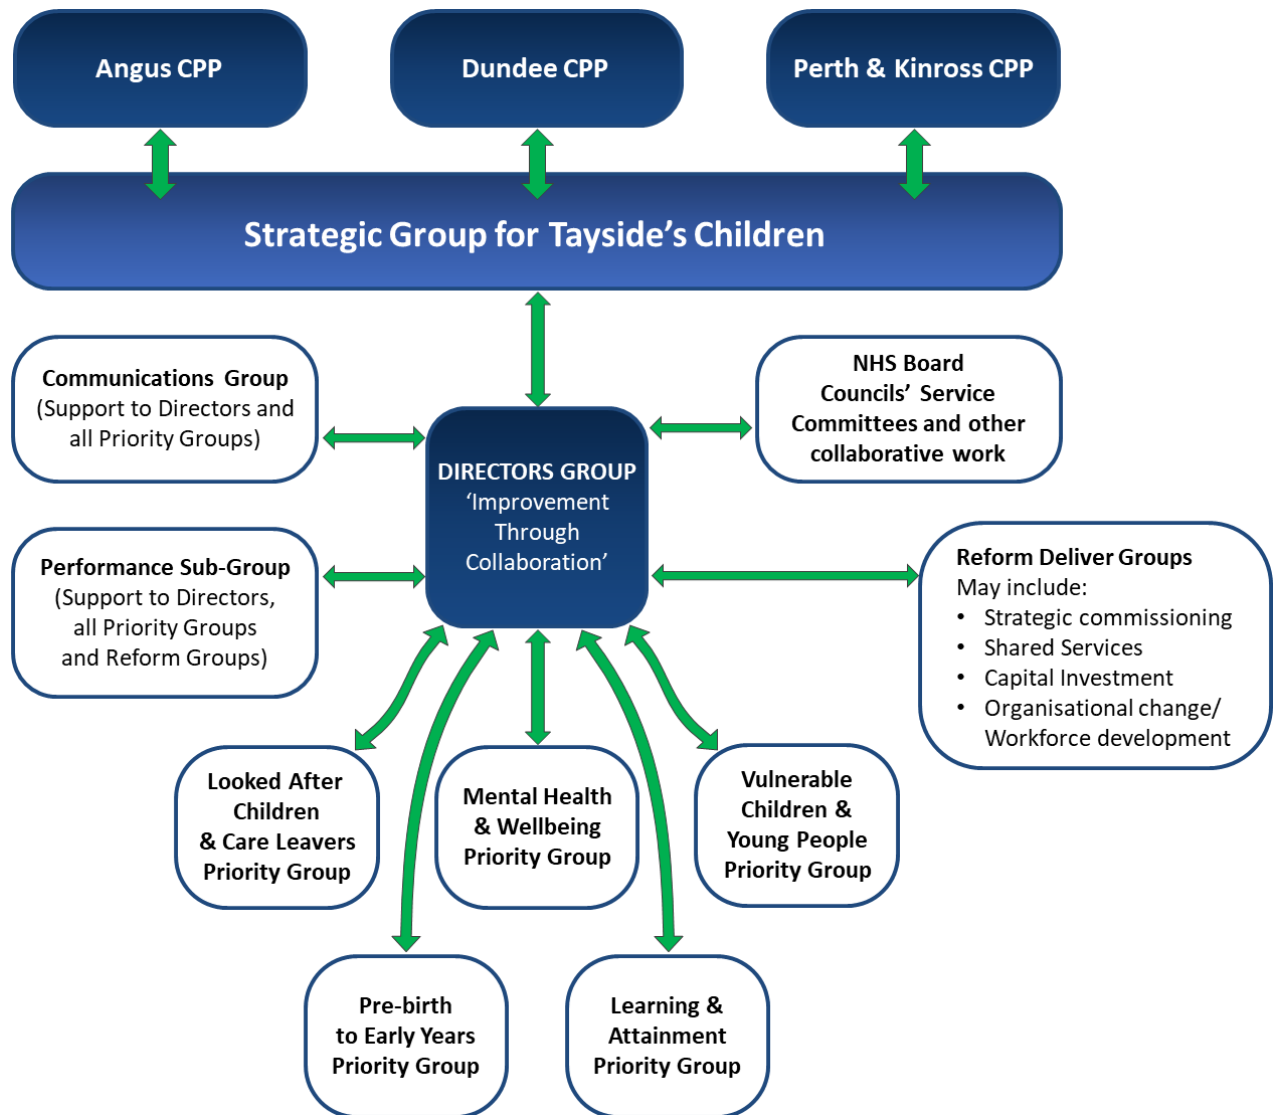 Angus CPP
Dundee CPP
Perth & Kinross CPP
Strategic Group for Tayside's Children
Communications Group
(Support to Directors and
all Priority Groups)
NHS Board
Councils' Service
Committees and other
collaborative work
DIRECTORS GROUP
'Improvement
Through
Collaboration'
Performance Sub-Group
(Support to Directors,
all Priority Groups
and Reform Groups)
Reform Deliver Groups
May include:
• Strategic commissioning
• Shared Services
• Capital Investment
• Organisational change/
Workforce development
Looked After
Children
& Care Leavers
Priority Group
Mental Health
& Wellbeing
Priority Group
Vulnerable
Children &
Young People
Priority Group
Pre-birth
to Early Years
Priority Group
Learning &
Attainment
Priority Group